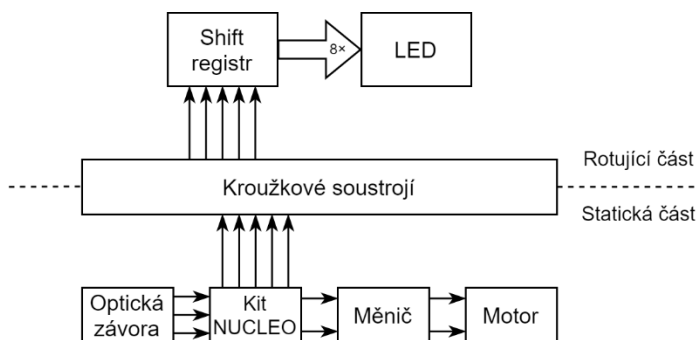 Shift
registr
8×
LED
Rotující část
Kroužkové soustrojí
Statická část
Optická
závora
Kit
NUCLEO
Měnič
Motor